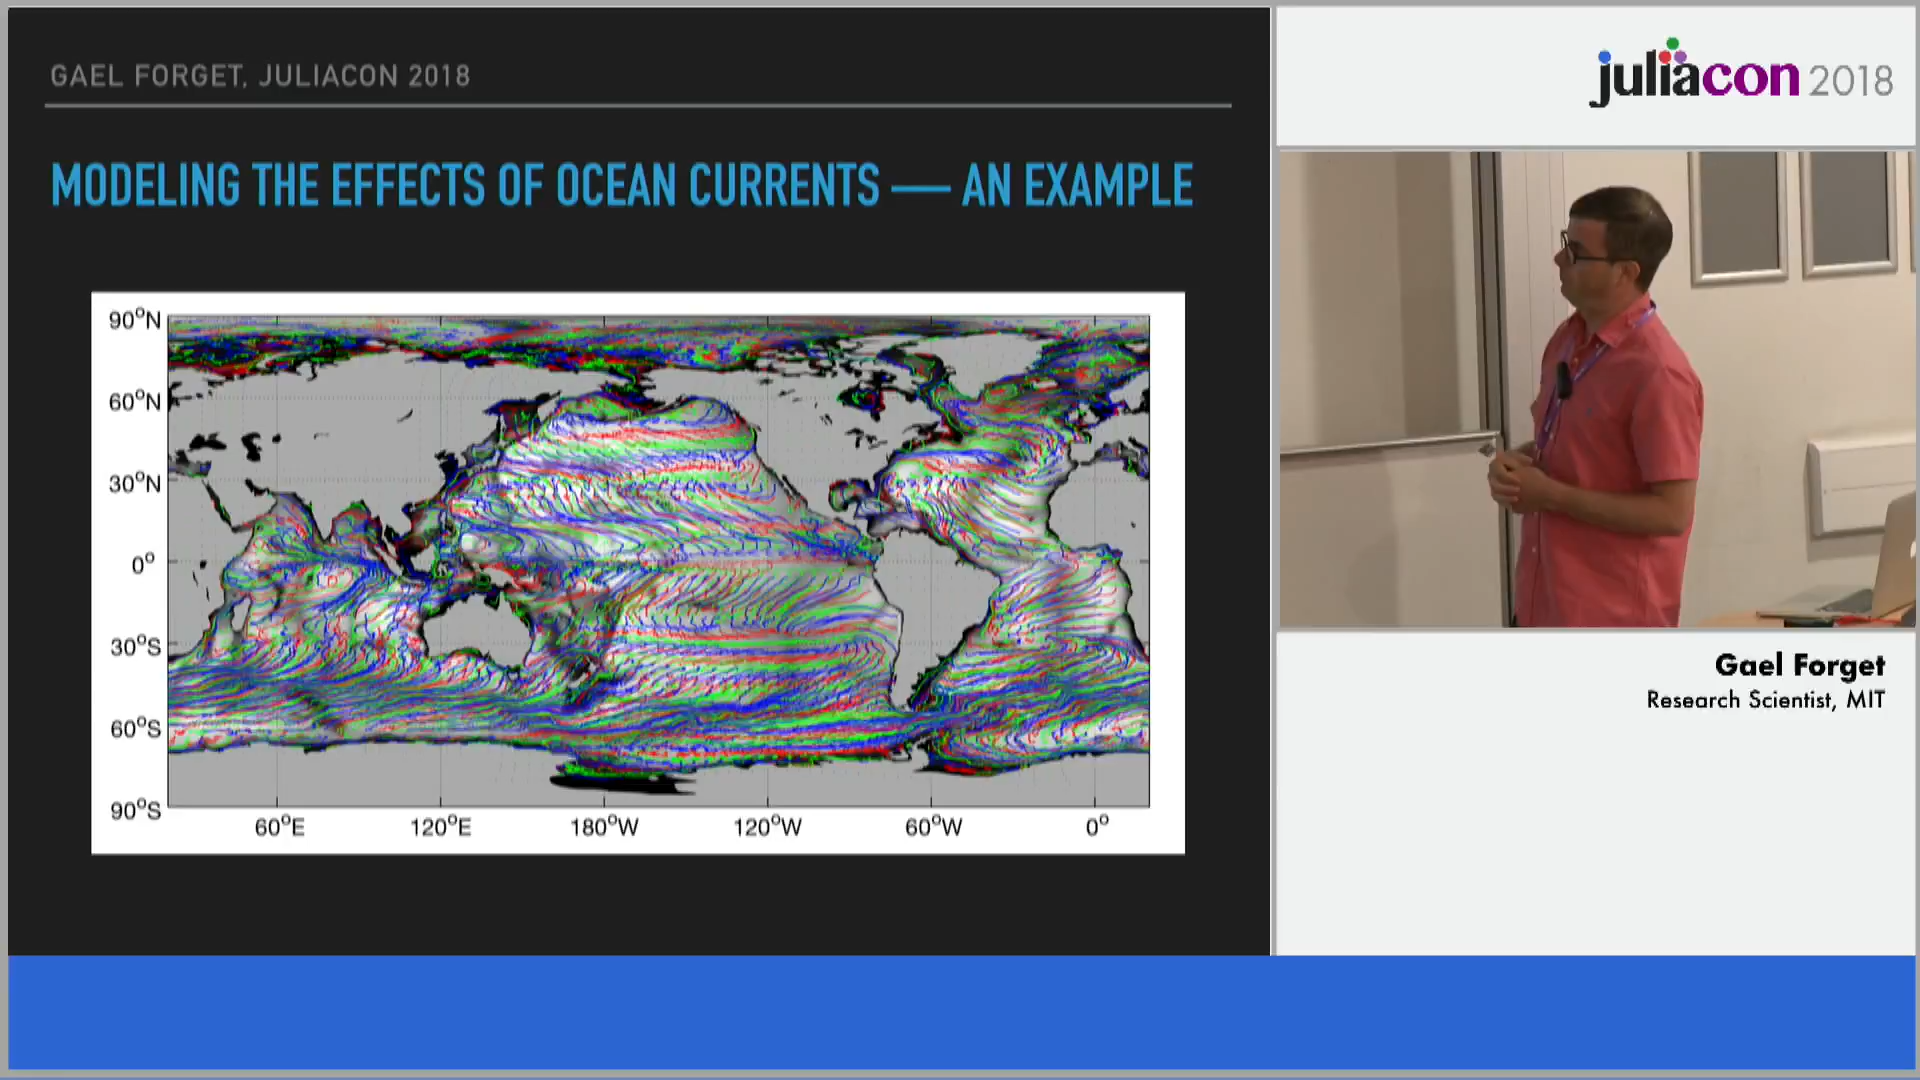 GAEL FORGET, JULIACON 2018
MODELING THE EFFECTS OF OCEAN CURRENTS — AN EXAMPLE
90°N
60°N
30°N
0°
30°S
60°S
90°S
60°E
120°E
180°W
120°W
60°W
0°
juliacon 2018
Gael Forget
Research Scientist, MIT